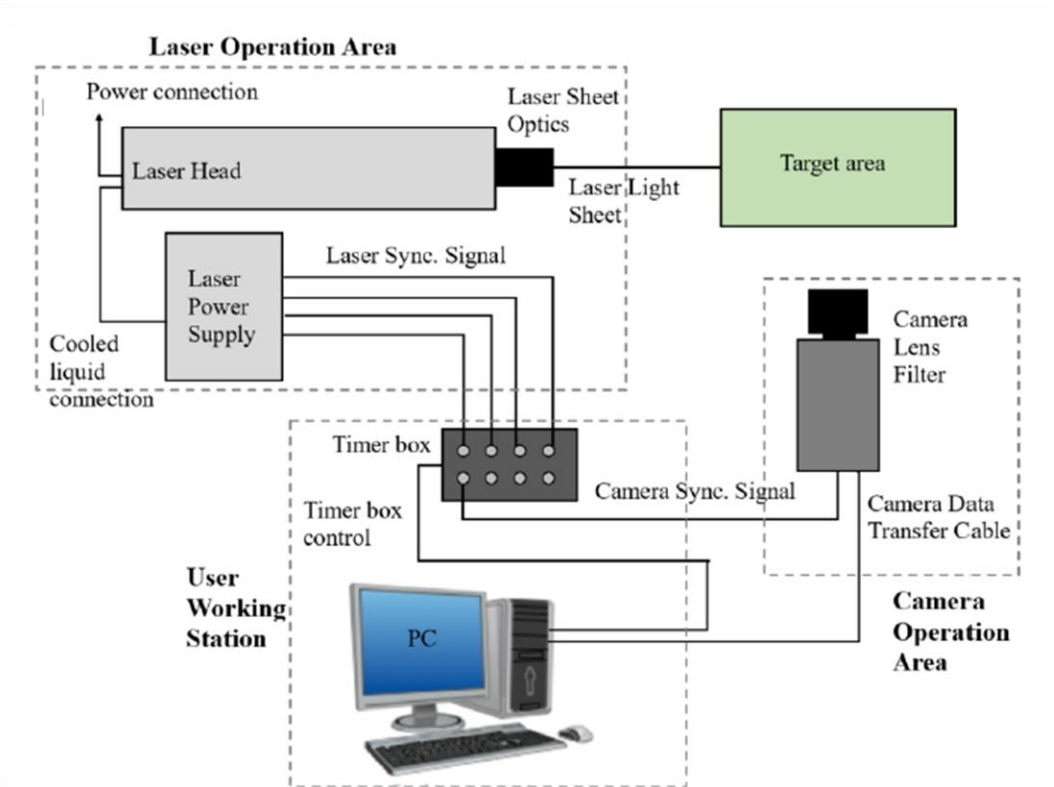 Laser Operation Area
Power connection
Laser Sheet
Optics
Laser Head
Target area
Laser Light
Sheet
Laser Sync. Signal
Laser
Power
Supply
Cooled
liquid
connection
Camera
Lens
Filter
Timer box
Camera Sync. Signal
Timer box
control
Camera Data
Transfer Cable
User
Working
Station
PC
Camera
Operation
Area